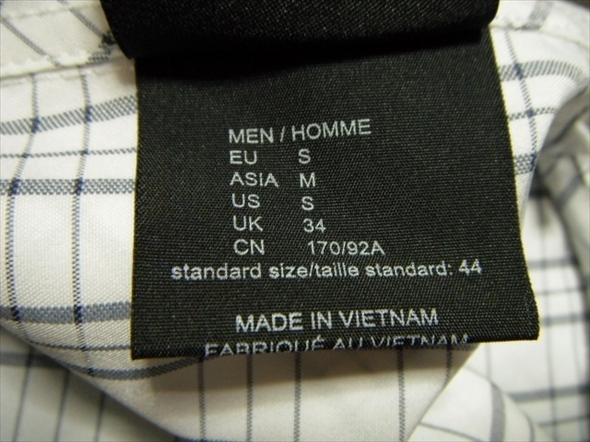 MEN / HOMME
EU S
ASIA M
US S
UK 34
CN 170/92A
standard size/taille standard: 44
MADE IN VIETNAM
FABRIQUÉ AU VIETNAM